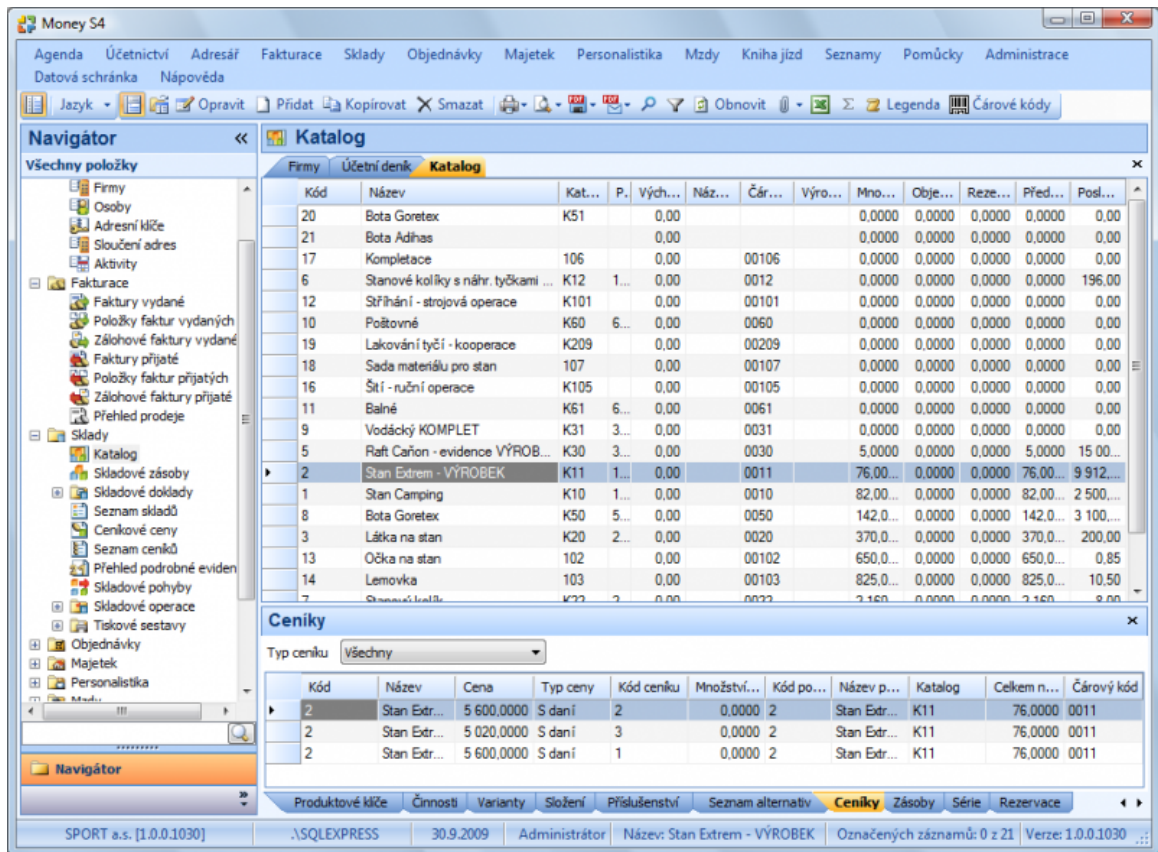 Money S4
Agenda Účetnictví Adresář Fakturace Sklady Objednávky Majetek Personalistika Mzdy Kniha jízd Seznamy Pomůcky Administrace
Datová schránka Nápověda
Jazyk Opravit Přidat Kopírovat Smazat Obnovit Σ Legenda Čárové kódy
Navigátor «
Všechny položky
Firmy
Osoby
Adresní klíče
Sloučení adres
Aktivity
Fakturace
Faktury vydané
Položky faktur vydaných
Zálohové faktury vydané
Faktury přijaté
Položky faktur přijatých
Zálohové faktury přijaté
Přehled prodeje
Sklady
Katalog
Skladové zásoby
Skladové doklady
Seznam skladů
Ceníkové ceny
Seznam ceníků
Přehled podrobné eviden
Skladové pohyby
Skladové operace
Tiskové sestavy
Objednávky
Majetek
Personalistika
Mzdy
Navigátor
Katalog
Firmy Účetní deník Katalog
Kód Název Kat... P. Vých... Náz... Čár... Výro... Mno... Obje... Reze... Před... Posl...
20 Bota Goretex K51 0,00 0,0000 0,0000 0,0000 0,0000 0,00
21 Bota Adihas 0,00 0,0000 0,0000 0,0000 0,0000 0,00
17 Kompletace 106 0,00 00106 0,0000 0,0000 0,0000 0,0000 0,00
6 Stanové kolíky s náhr. tyčkami ... K12 1... 0,00 0012 0,0000 0,0000 0,0000 0,0000 196,00
12 Stříhání - strojová operace K101 0,00 00101 0,0000 0,0000 0,0000 0,0000 0,00
10 Poštovné K60 6... 0,00 0060 0,0000 0,0000 0,0000 0,0000 0,00
19 Lakování tyčí - kooperace K209 0,00 00209 0,0000 0,0000 0,0000 0,0000 0,00
18 Sada materiálu pro stan 107 0,00 00107 0,0000 0,0000 0,0000 0,0000 0,00
16 Šití - ruční operace K105 0,00 00105 0,0000 0,0000 0,0000 0,0000 0,00
11 Balné K61 6... 0,00 0061 0,0000 0,0000 0,0000 0,0000 0,00
9 Vodácký KOMPLET K31 3... 0,00 0031 0,0000 0,0000 0,0000 0,0000 0,00
5 Raft Caňon - evidence VÝROB... K30 3... 0,00 0030 5,0000 0,0000 0,0000 5,0000 15 00...
2 Stan Extrem - VÝROBEK K11 1... 0,00 0011 76,00... 0,0000 0,0000 76,00... 9 912,...
1 Stan Camping K10 1... 0,00 0010 82,00... 0,0000 0,0000 82,00... 2 500,...
8 Bota Goretex K50 5... 0,00 0050 142,0... 0,0000 0,0000 142,0... 3 100,...
3 Látka na stan K20 2... 0,00 0020 370,0... 0,0000 0,0000 370,0... 200,00
13 Očka na stan 102 0,00 00102 650,0... 0,0000 0,0000 650,0... 0,85
14 Lemovka 103 0,00 00103 825,0... 0,0000 0,0000 825,0... 10,50
7 Stanový kolík K22 2 0,00 0022 2 160 0,0000 0,0000 2 160 8,00
Ceníky
Typ ceníku Všechny
Kód Název Cena Typ ceny Kód ceníku Množství... Kód po... Název p... Katalog Celkem n... Čárový kód
2 Stan Extr... 5 600,0000 S daní 2 0,0000 2 Stan Extr... K11 76,0000 0011
2 Stan Extr... 5 020,0000 S daní 3 0,0000 2 Stan Extr... K11 76,0000 0011
2 Stan Extr... 5 600,0000 S daní 1 0,0000 2 Stan Extr... K11 76,0000 0011
Produktové klíče Činnosti Varianty Složení Příslušenství Seznam alternativ Ceníky Zásoby Série Rezervace
SPORT a.s. [1.0.0.1030] .\SQLEXPRESS 30.9.2009 Administrátor Název: Stan Extrem - VÝROBEK Označených záznamů: 0 z 21 Verze: 1.0.0.1030